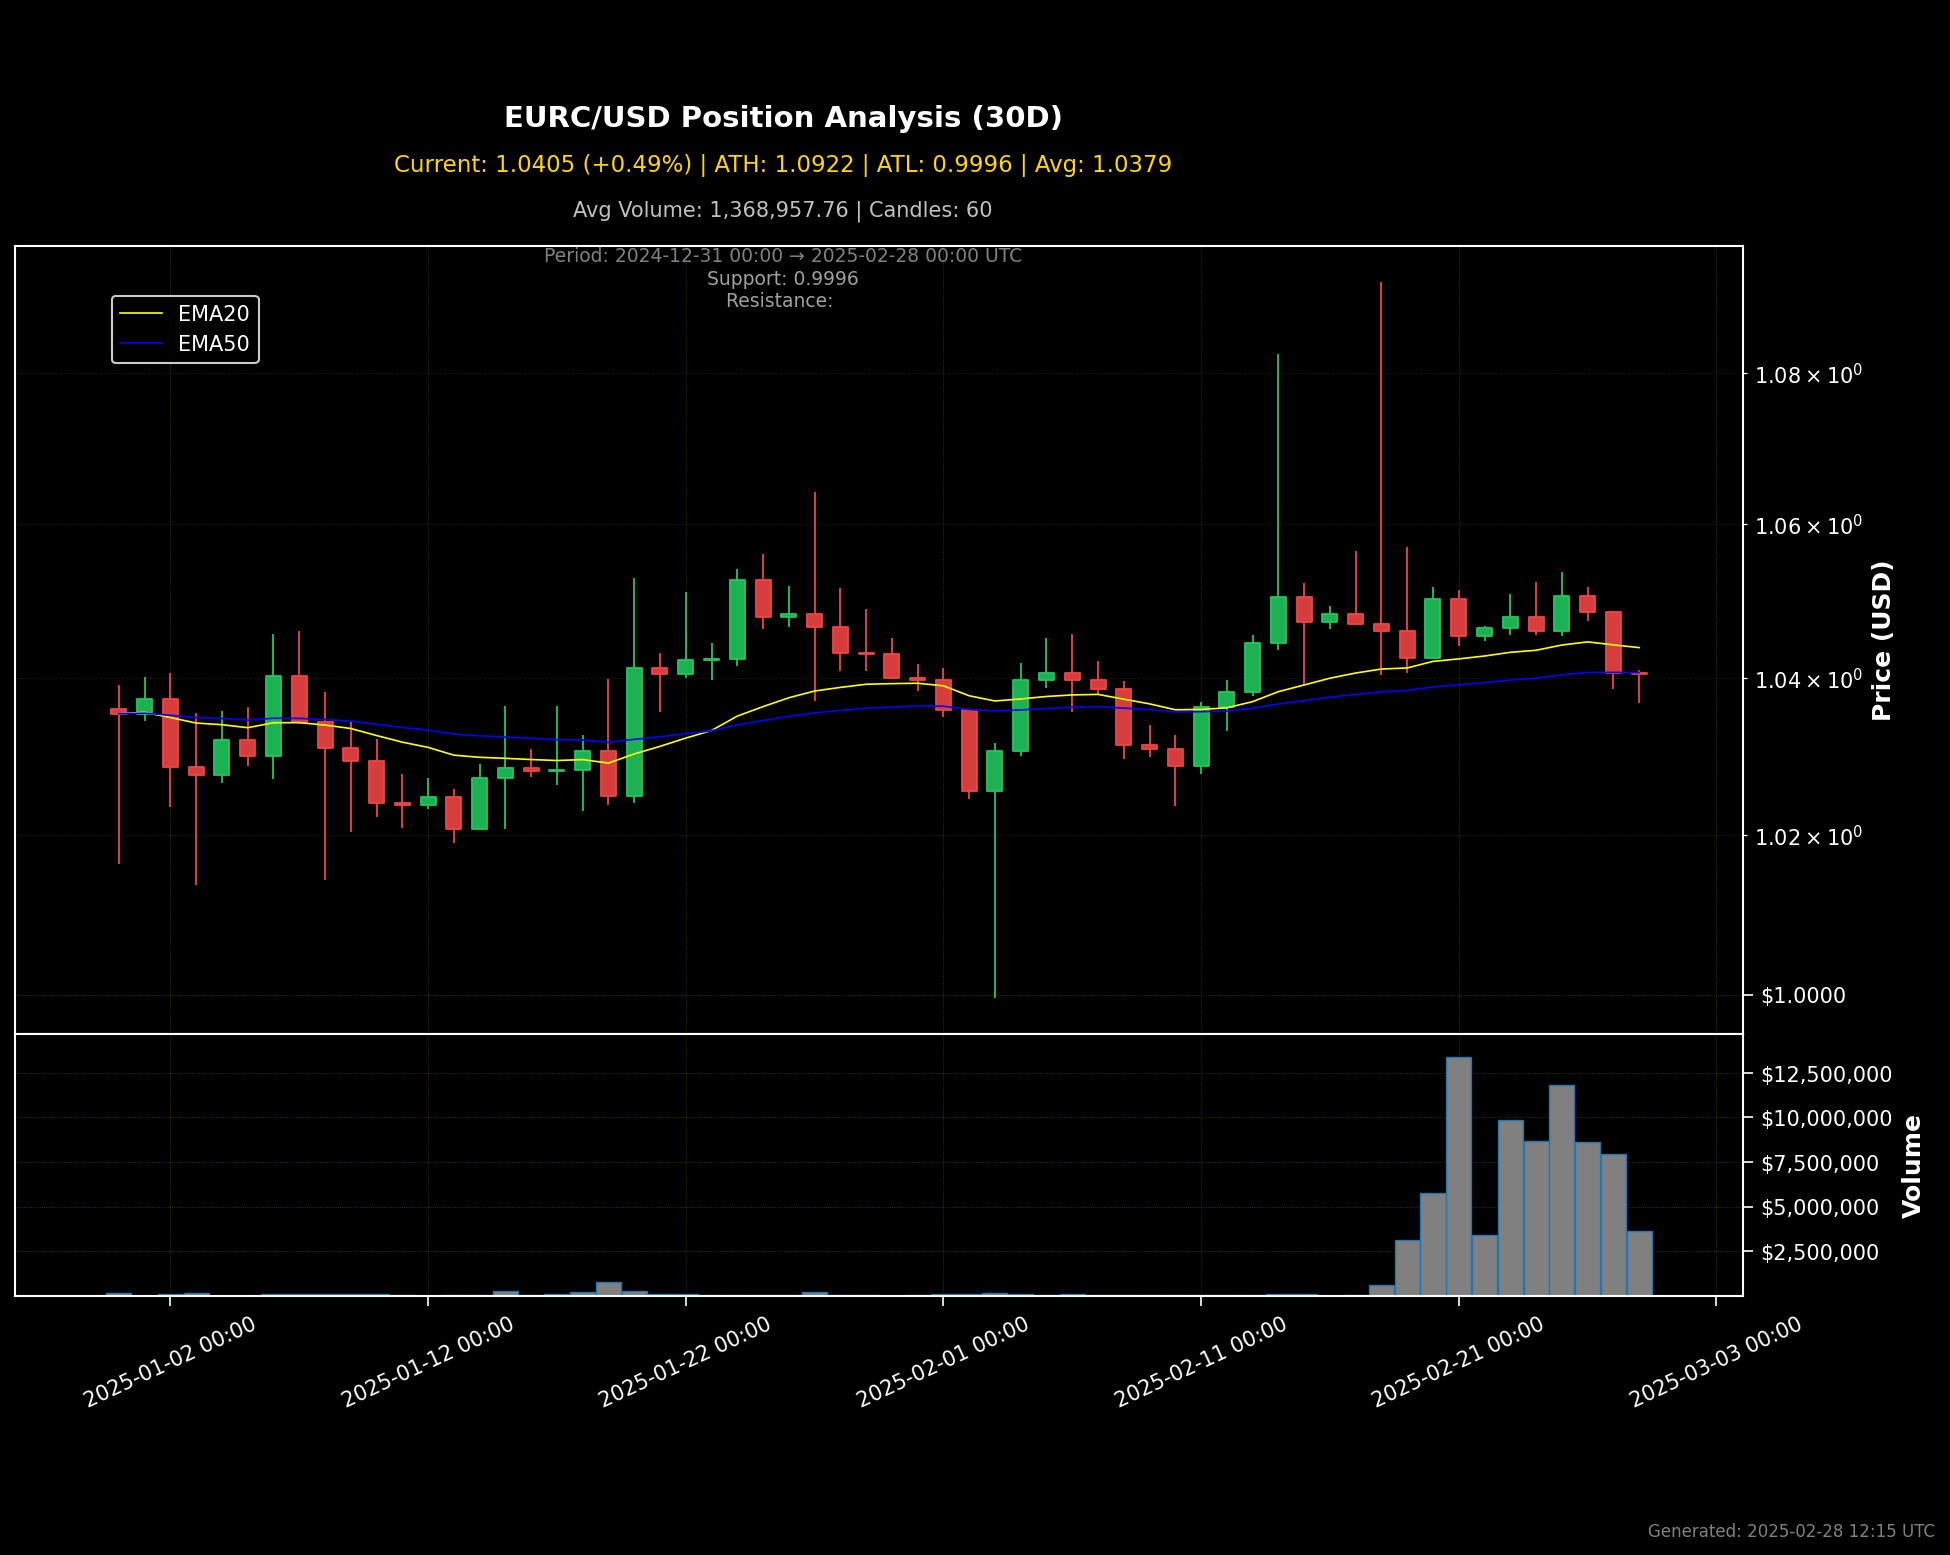 EURC/USD Position Analysis (30D)
Current: 1.0405 (+0.49%) | ATH: 1.0922 | ATL: 0.9996 | Avg: 1.0379
Avg Volume: 1,368,957.76 | Candles: 60
Period: 2024-12-31 00:00 → 2025-02-28 00:00 UTC
Support: 0.9996
Resistance:
EMA20
EMA50
1.08 × 10⁰
1.06 × 10⁰
1.04 × 10⁰
1.02 × 10⁰
$1.0000
Price (USD)
$12,500,000
$10,000,000
$7,500,000
$5,000,000
$2,500,000
Volume
2025-01-02 00:00
2025-01-12 00:00
2025-01-22 00:00
2025-02-01 00:00
2025-02-11 00:00
2025-02-21 00:00
2025-03-03 00:00
Generated: 2025-02-28 12:15 UTC